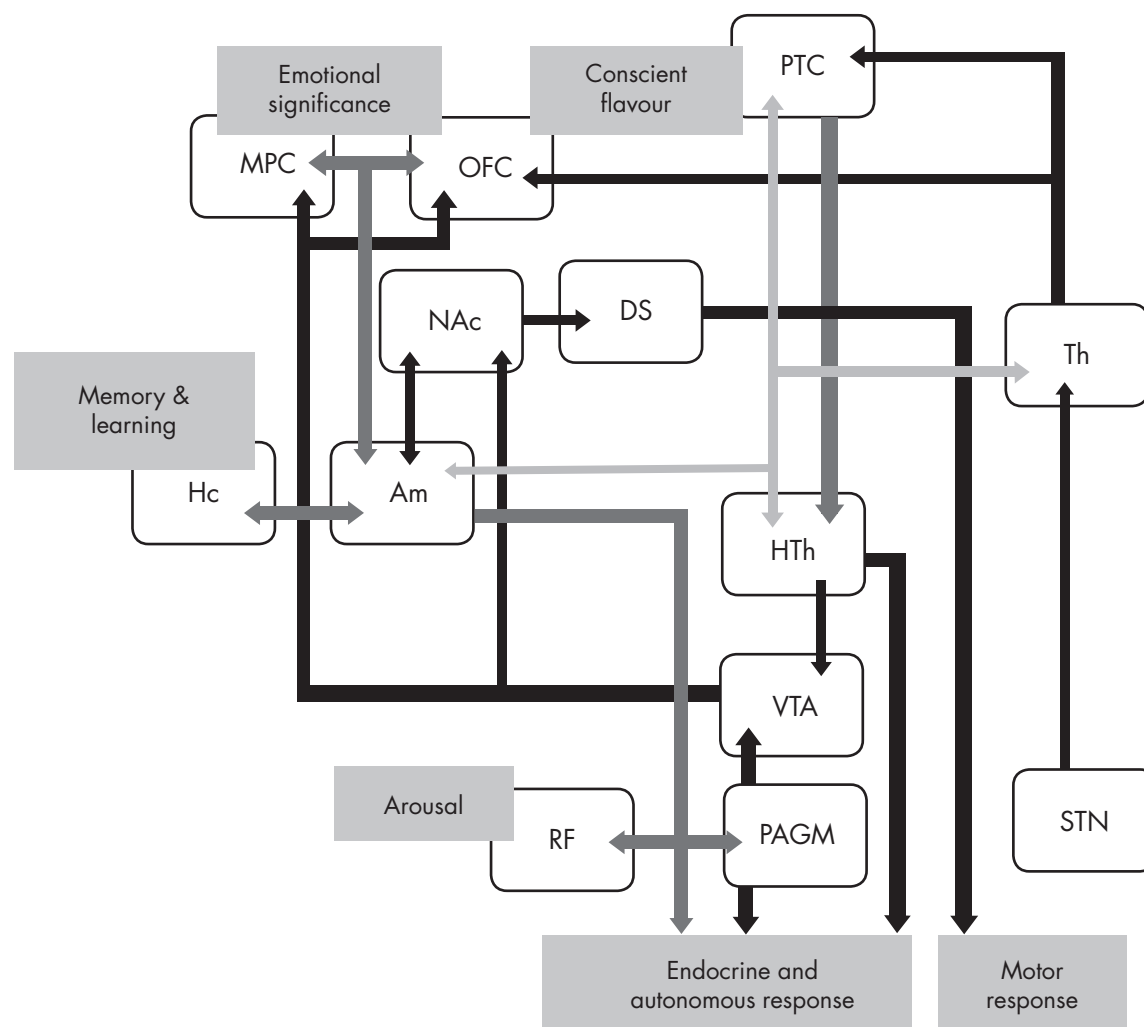 Emotional
significance
Conscient
flavour
PTC
MPC
OFC
NAc
DS
Th
Memory &
learning
Hc
Am
HTh
VTA
Arousal
RF
PAGM
STN
Endocrine and
autonomous response
Motor
response